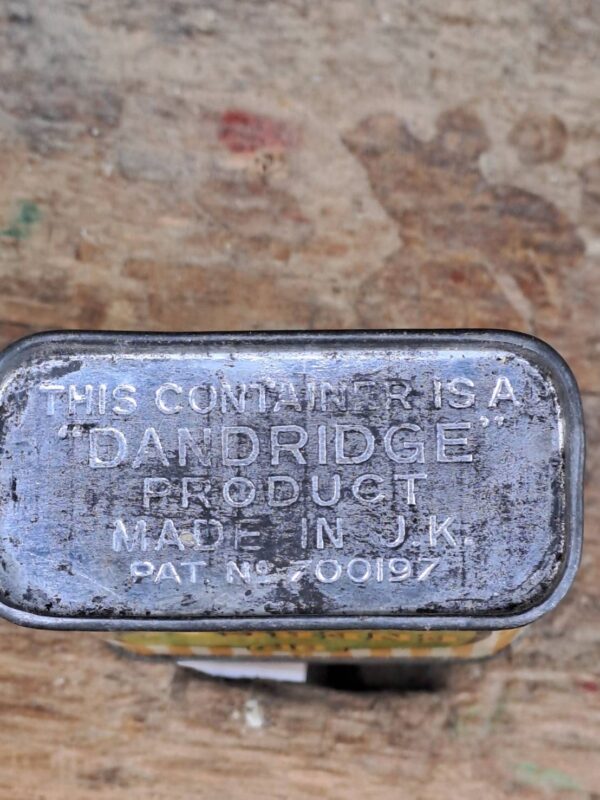 THIS CONTAINER IS A
"DANDRIDGE"
PRODUCT
MADE IN U.K.
PAT. Nº 700197